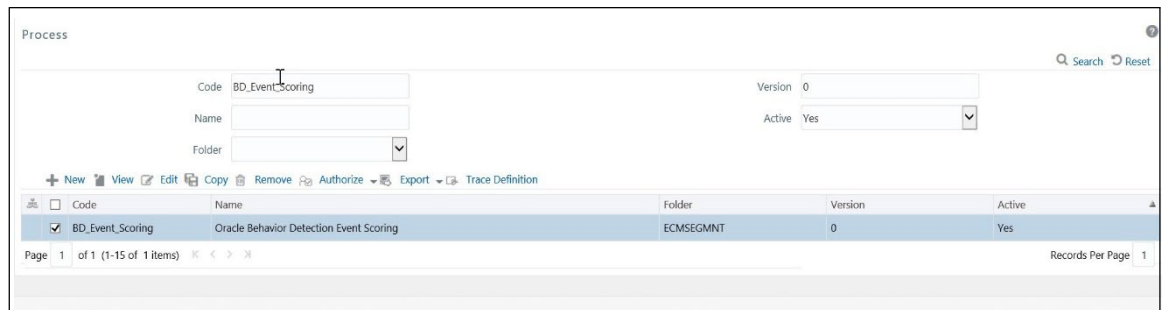 Process
Search Reset
Code BD_Event_Scoring Version 0
Name Active Yes
Folder
New View Edit Copy Remove Authorize Export Trace Definition
Code Name Folder Version Active
BD_Event_Scoring Oracle Behavior Detection Event Scoring ECMSEGMNT 0 Yes
Page 1 of 1 (1-15 of 1 items) Records Per Page 1